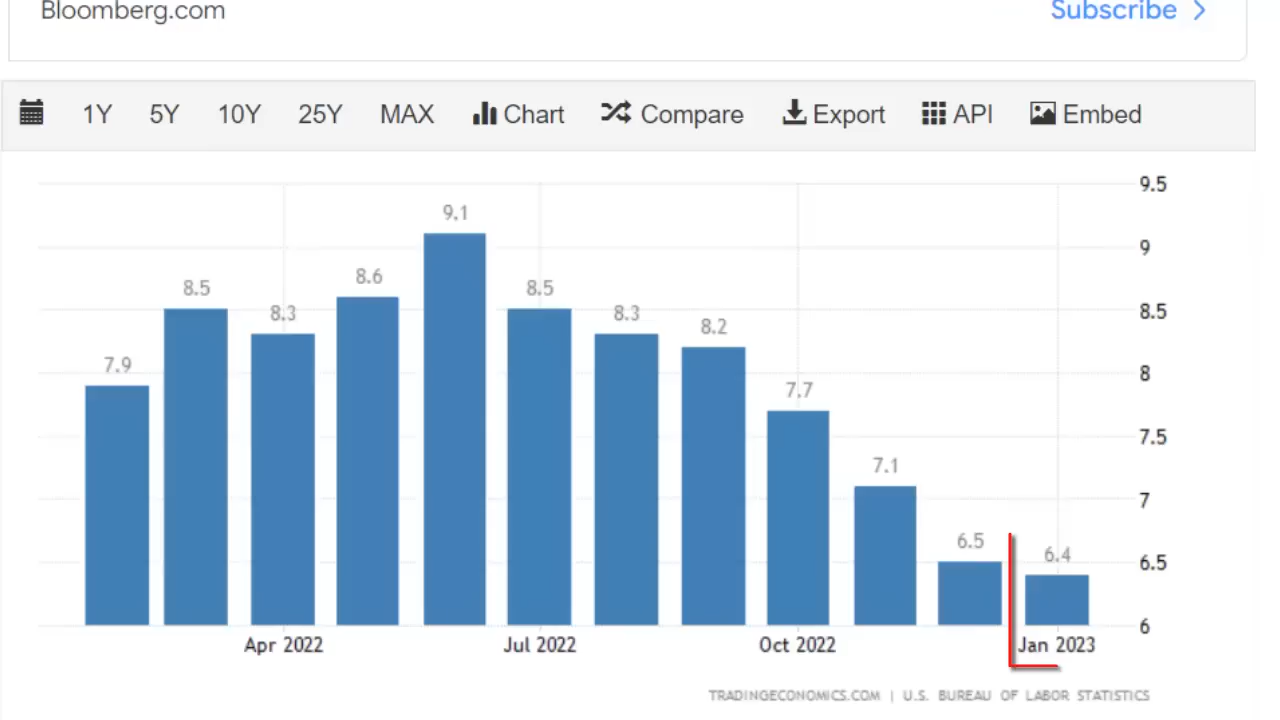 Bloomberg.com Subscribe
1Y 5Y 10Y 25Y MAX Chart Compare Export API Embed
9.5
9.1
9
8.6
8.5 8.5
8.3 8.3 8.5
8.2
7.9 8
7.7
7.5
7.1
7
6.5
6.4 6.5
6
Apr 2022 Jul 2022 Oct 2022 Jan 2023
TRADINGECONOMICS.COM | U.S. BUREAU OF LABOR STATISTICS